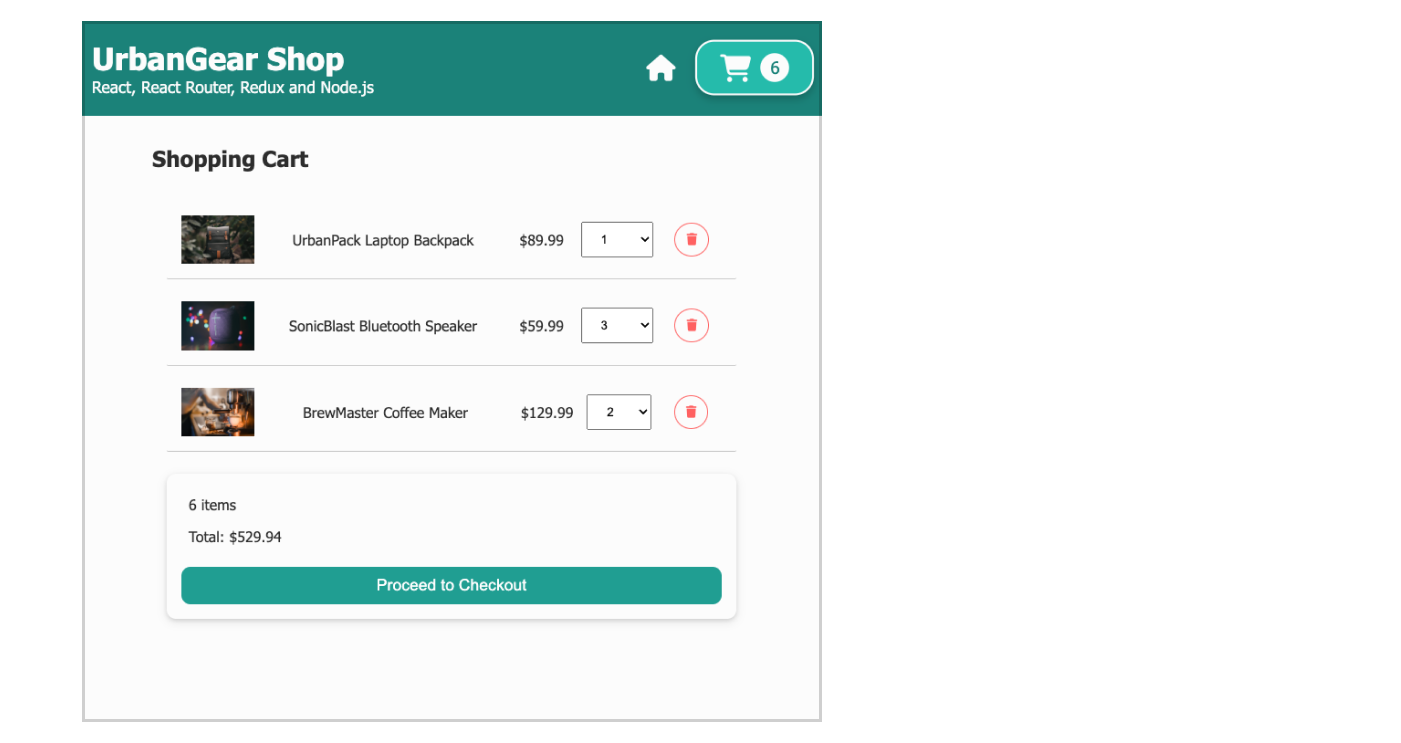 UrbanGear Shop
React, React Router, Redux and Node.js
6
Shopping Cart
UrbanPack Laptop Backpack $89.99 1
SonicBlast Bluetooth Speaker $59.99 3
BrewMaster Coffee Maker $129.99 2
6 items
Total: $529.94
Proceed to Checkout